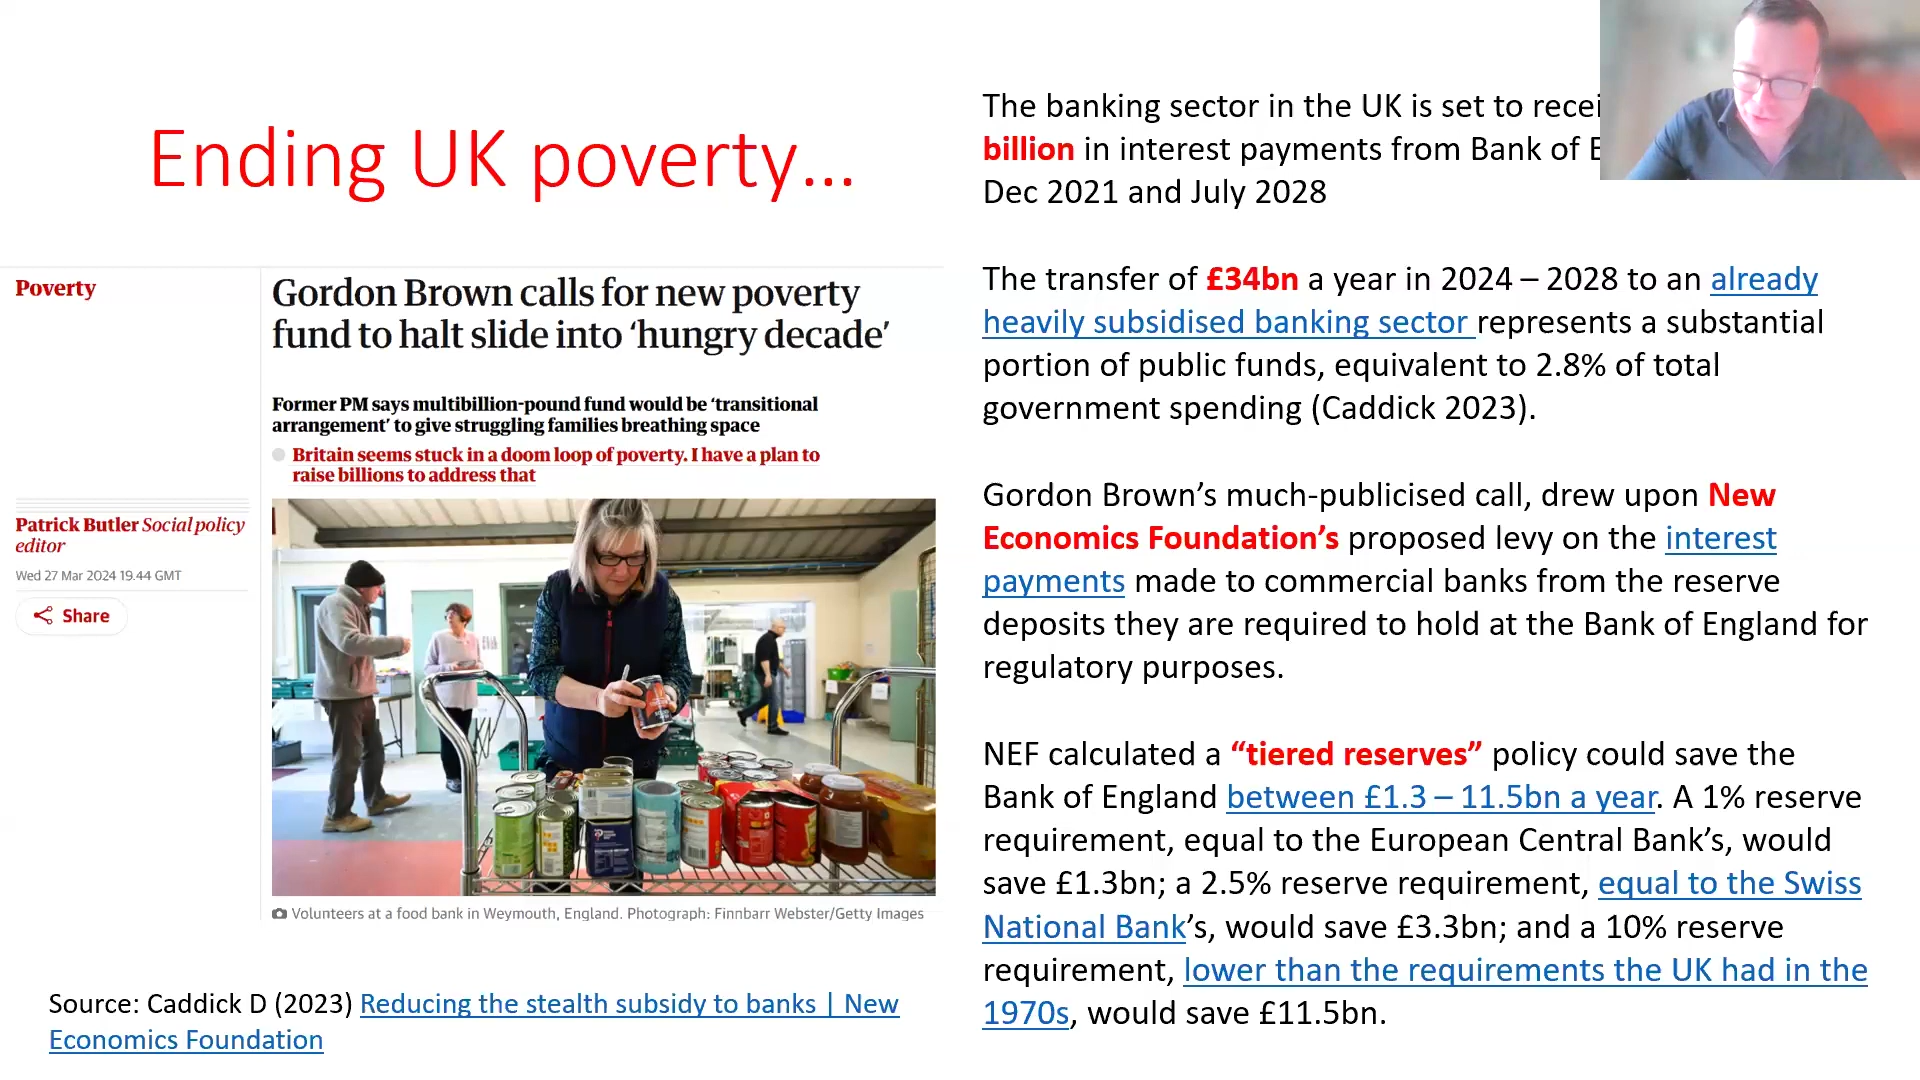 Ending UK poverty...
Poverty
Gordon Brown calls for new poverty
fund to halt slide into ‘hungry decade’
Former PM says multibillion-pound fund would be ‘transitional
arrangement’ to give struggling families breathing space
Britain seems stuck in a doom loop of poverty. I have a plan to
raise billions to address that
Patrick Butler Social policy
editor
Wed 27 Mar 2024 19.44 GMT
Share
Volunteers at a food bank in Weymouth, England. Photograph: Finnbarr Webster/Getty Images
Source: Caddick D (2023) Reducing the stealth subsidy to banks | New
Economics Foundation
The banking sector in the UK is set to
billion in interest payments from Bank of
Dec 2021 and July 2028
The transfer of £34bn a year in 2024 – 2028 to an already
heavily subsidised banking sector represents a substantial
portion of public funds, equivalent to 2.8% of total
government spending (Caddick 2023).
Gordon Brown’s much-publicised call, drew upon New
Economics Foundation’s proposed levy on the interest
payments made to commercial banks from the reserve
deposits they are required to hold at the Bank of England for
regulatory purposes.
NEF calculated a “tiered reserves” policy could save the
Bank of England between £1.3 – 11.5bn a year. A 1% reserve
requirement, equal to the European Central Bank’s, would
save £1.3bn; a 2.5% reserve requirement, equal to the Swiss
National Bank’s, would save £3.3bn; and a 10% reserve
requirement, lower than the requirements the UK had in the
1970s, would save £11.5bn.